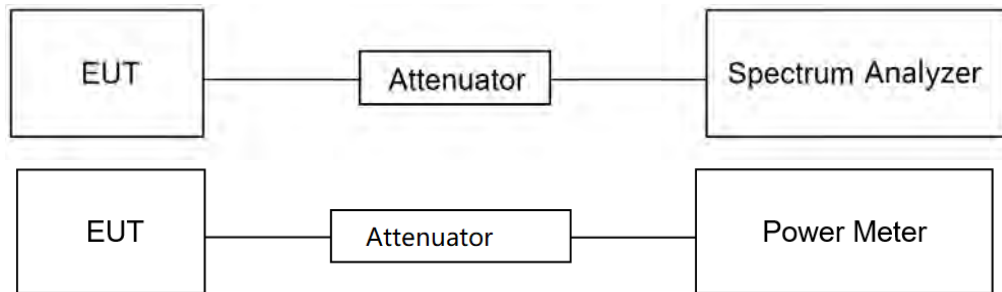 EUT
Attenuator
Spectrum Analyzer
EUT
Attenuator
Power Meter